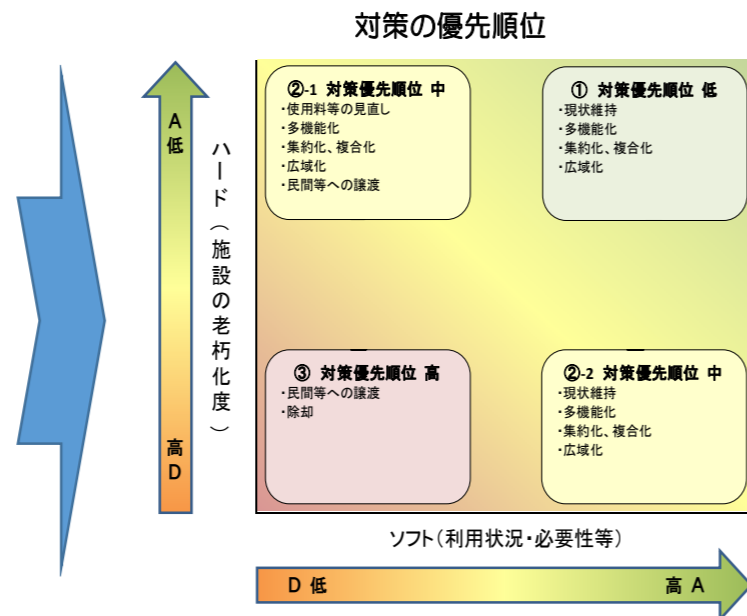 対策の優先順位
②-1 対策優先順位 中
・使用料等の見直し
・多機能化
・集約化、複合化
・広域化
・民間等への譲渡
① 対策優先順位 低
・現状維持
・多機能化
・集約化、複合化
・広域化
A
低
ハード(施設の老朽化度)
高
D
③ 対策優先順位 高
・民間等への譲渡
・除却
②-2 対策優先順位 中
・現状維持
・多機能化
・集約化、複合化
・広域化
ソフト(利用状況・必要性等)
D 低
高 A